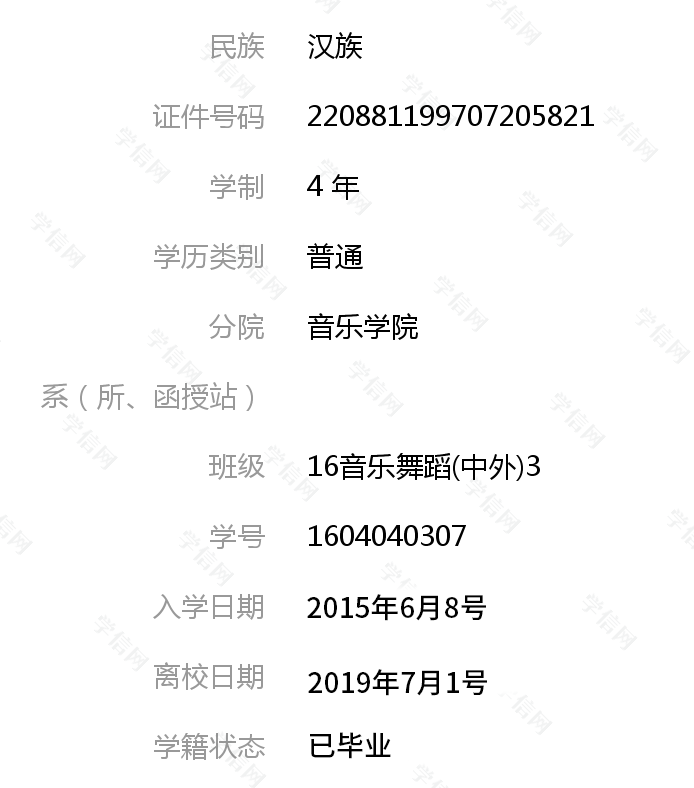 民族 汉族
证件号码 220881199707205821
学制 4 年
学历类别 普通
分院 音乐学院
系（所、函授站）
班级 16音乐舞蹈(中外)3
学号 1604040307
入学日期 2015年6月8号
离校日期 2019年7月1号
学籍状态 已毕业
学信网